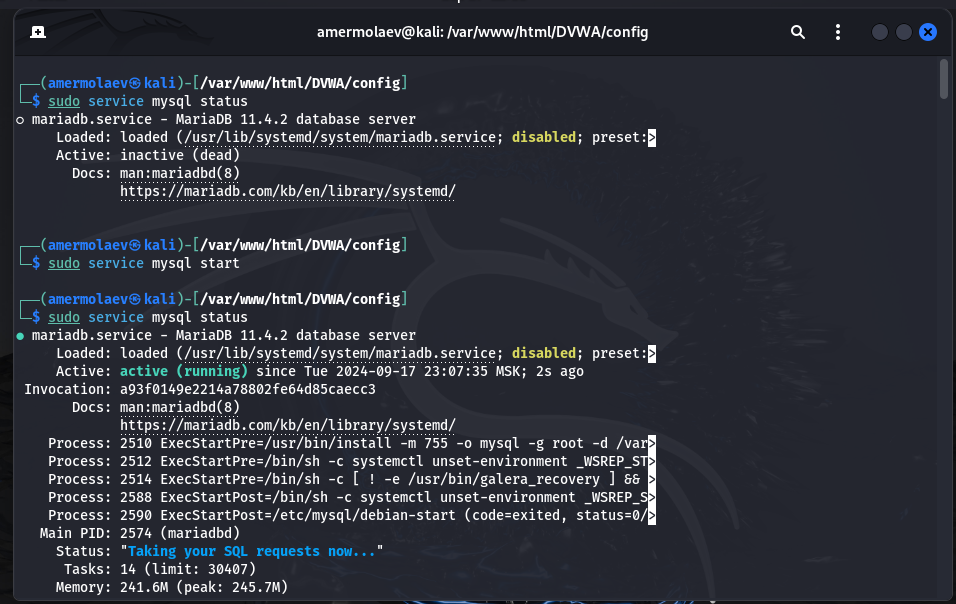 amermolaev@kali: /var/www/html/DVWA/config
┌──(amermolaev㉿kali)-[/var/www/html/DVWA/config]
└─$ sudo service mysql status
○ mariadb.service - MariaDB 11.4.2 database server
Loaded: loaded (/usr/lib/systemd/system/mariadb.service; disabled; preset:>
Active: inactive (dead)
Docs: man:mariadbd(8)
https://mariadb.com/kb/en/library/systemd/
┌──(amermolaev㉿kali)-[/var/www/html/DVWA/config]
└─$ sudo service mysql start
┌──(amermolaev㉿kali)-[/var/www/html/DVWA/config]
└─$ sudo service mysql status
● mariadb.service - MariaDB 11.4.2 database server
Loaded: loaded (/usr/lib/systemd/system/mariadb.service; disabled; preset:>
Active: active (running) since Tue 2024-09-17 23:07:35 MSK; 2s ago
Invocation: a93f0149e2214a78802fe64d85caecc3
Docs: man:mariadbd(8)
https://mariadb.com/kb/en/library/systemd/
Process: 2510 ExecStartPre=/usr/bin/install -m 755 -o mysql -g root -d /var>
Process: 2512 ExecStartPre=/bin/sh -c systemctl unset-environment _WSREP_ST>
Process: 2514 ExecStartPre=/bin/sh -c [ ! -e /usr/bin/galera_recovery ] && >
Process: 2588 ExecStartPost=/bin/sh -c systemctl unset-environment _WSREP_S>
Process: 2590 ExecStartPost=/etc/mysql/debian-start (code=exited, status=0/>
Main PID: 2574 (mariadbd)
Status: "Taking your SQL requests now..."
Tasks: 14 (limit: 30407)
Memory: 241.6M (peak: 245.7M)